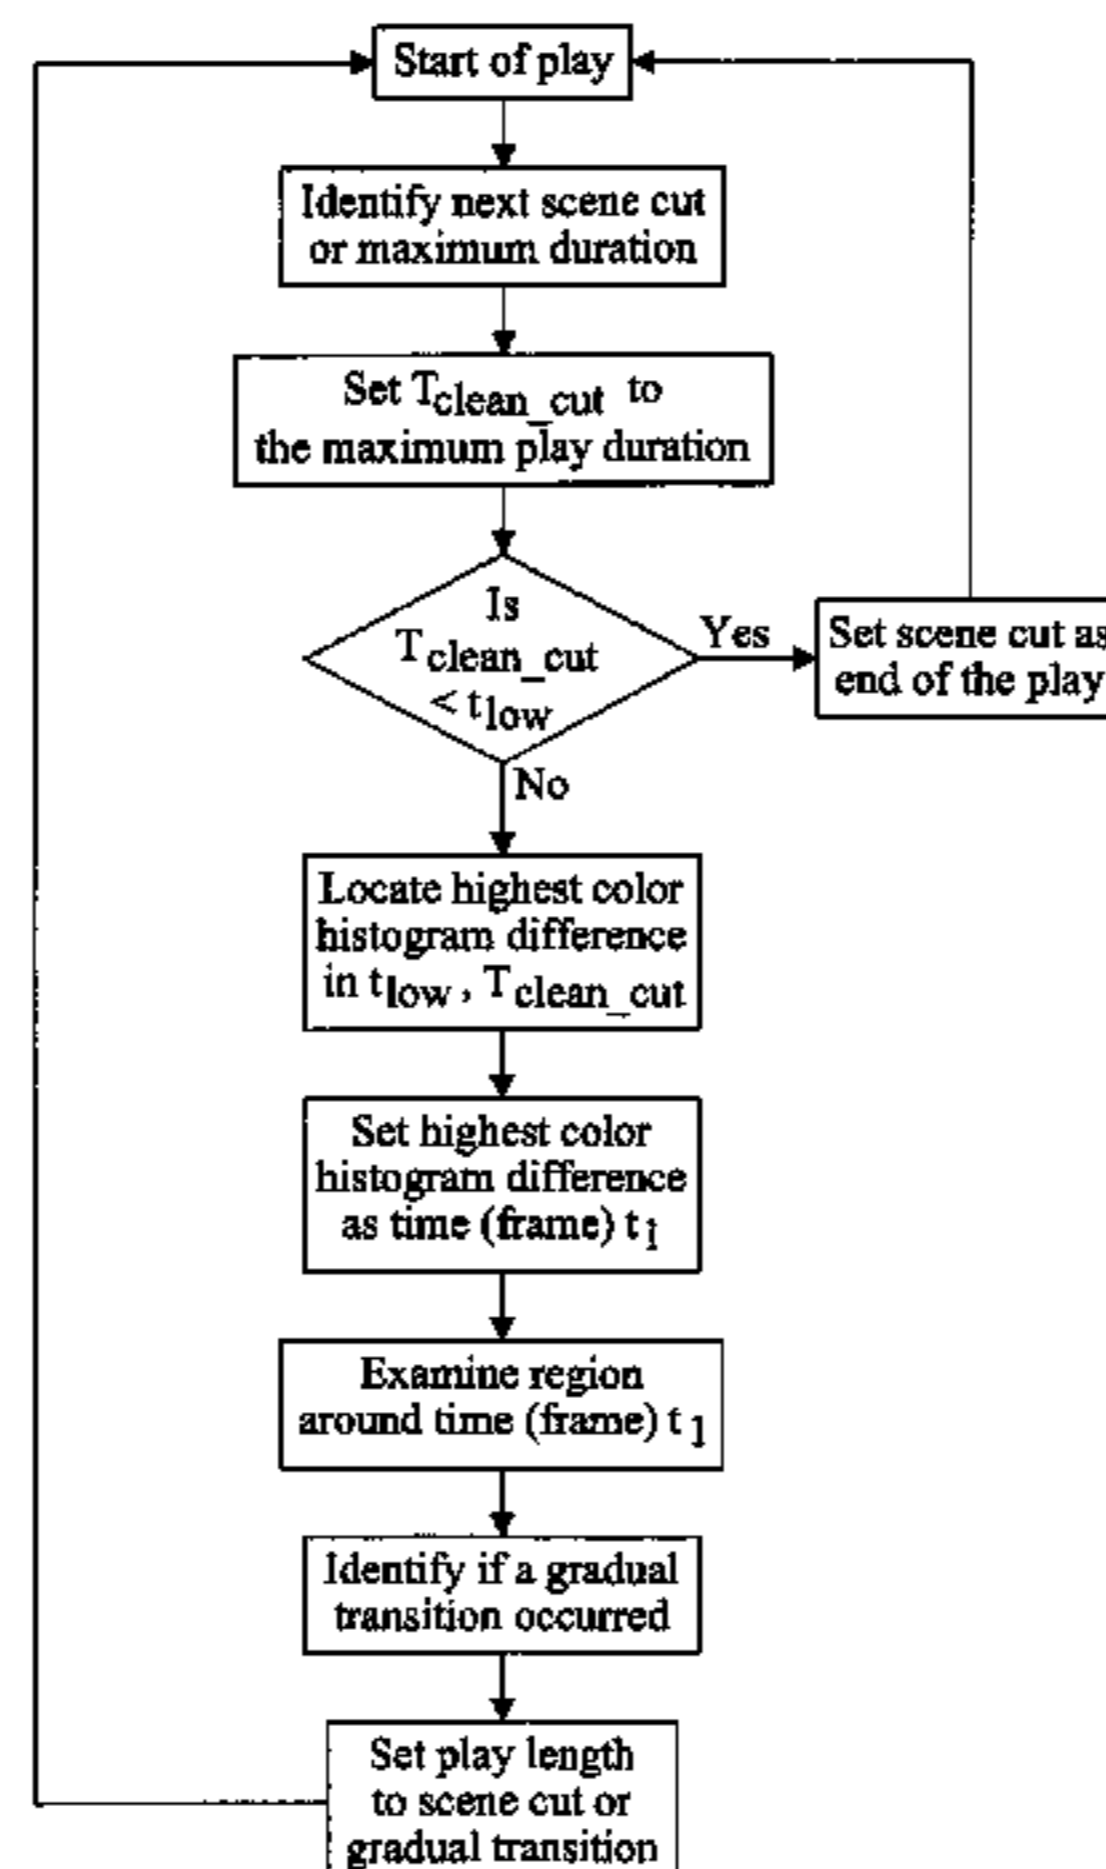 Start of play
Identify next scene cut
or maximum duration
Set Tclean_cut to
the maximum play duration
Is
Tclean_cut
< tlow
Yes
Set scene cut as
end of the play
No
Locate highest color
histogram difference
in tlow, Tclean_cut
Set highest color
histogram difference
as time (frame) t1
Examine region
around time (frame) t1
Identify if a gradual
transition occurred
Set play length
to scene cut or
gradual transition